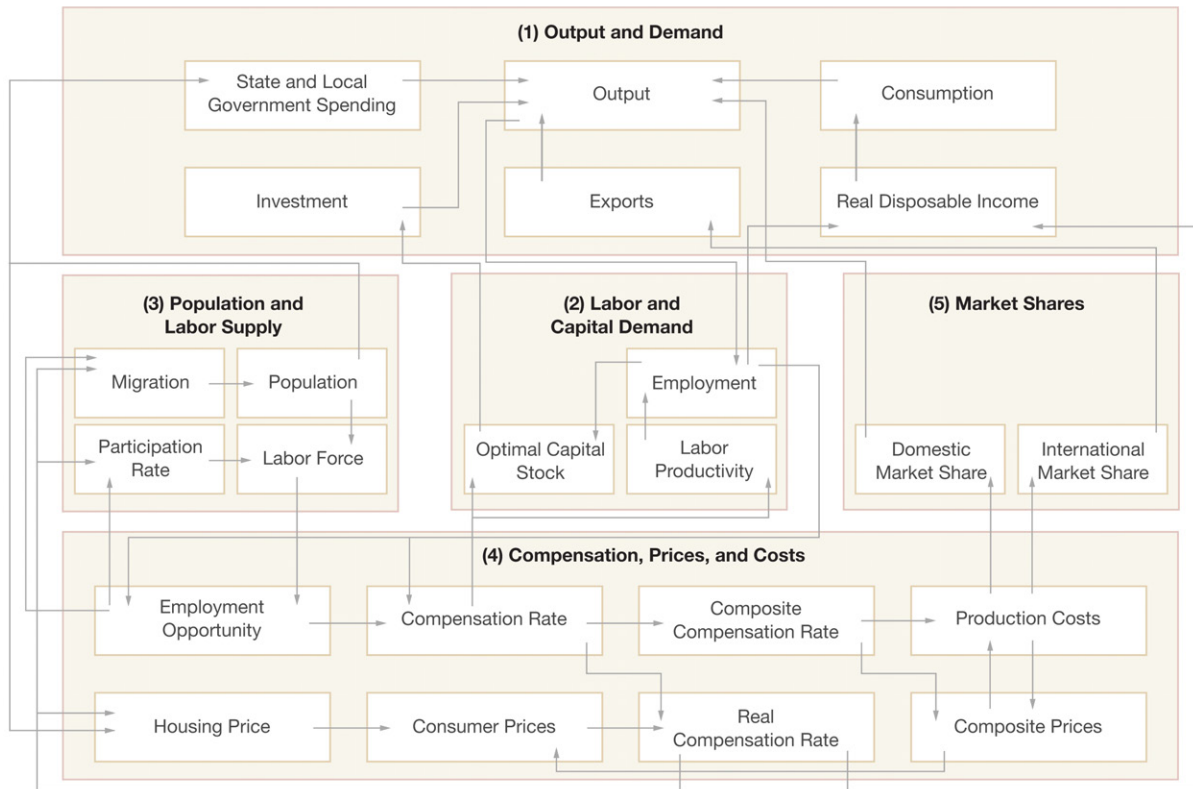 (1) Output and Demand
State and Local
Government Spending
Output
Consumption
Investment
Exports
Real Disposable Income
(3) Population and
Labor Supply
Migration
Population
Participation
Rate
Labor Force
(2) Labor and
Capital Demand
Employment
Optimal Capital
Stock
Labor
Productivity
(5) Market Shares
Domestic
Market Share
International
Market Share
(4) Compensation, Prices, and Costs
Employment
Opportunity
Compensation Rate
Composite
Compensation Rate
Production Costs
Housing Price
Consumer Prices
Real
Compensation Rate
Composite Prices